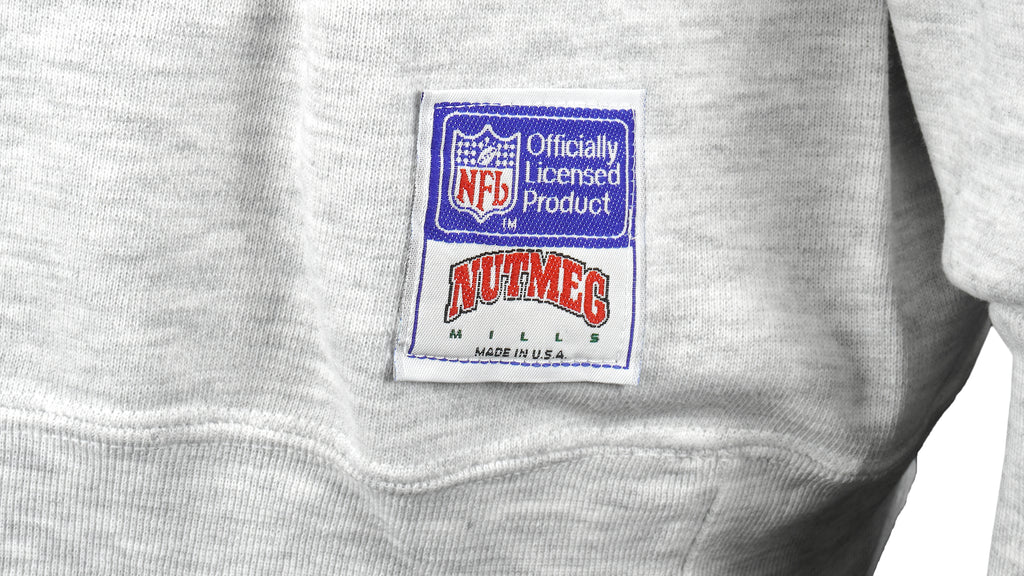 NFL
Officially
Licensed
Product
TM
NUTMEG
MILLS
MADE IN U.S.A.